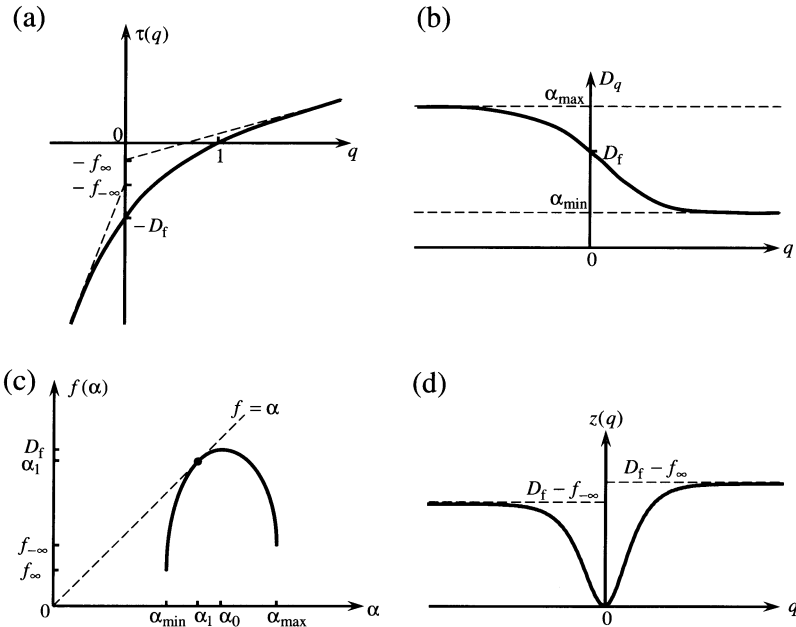 (a)
τ(q)
0
1
q
− f∞
− f−∞
−Df
(b)
Dq
αmax
Df
αmin
0
q
(c)
f(α)
f = α
Df
α1
f−∞
f∞
0
αmin
α1
α0
αmax
α
(d)
z(q)
Df − f∞
Df − f−∞
0
q